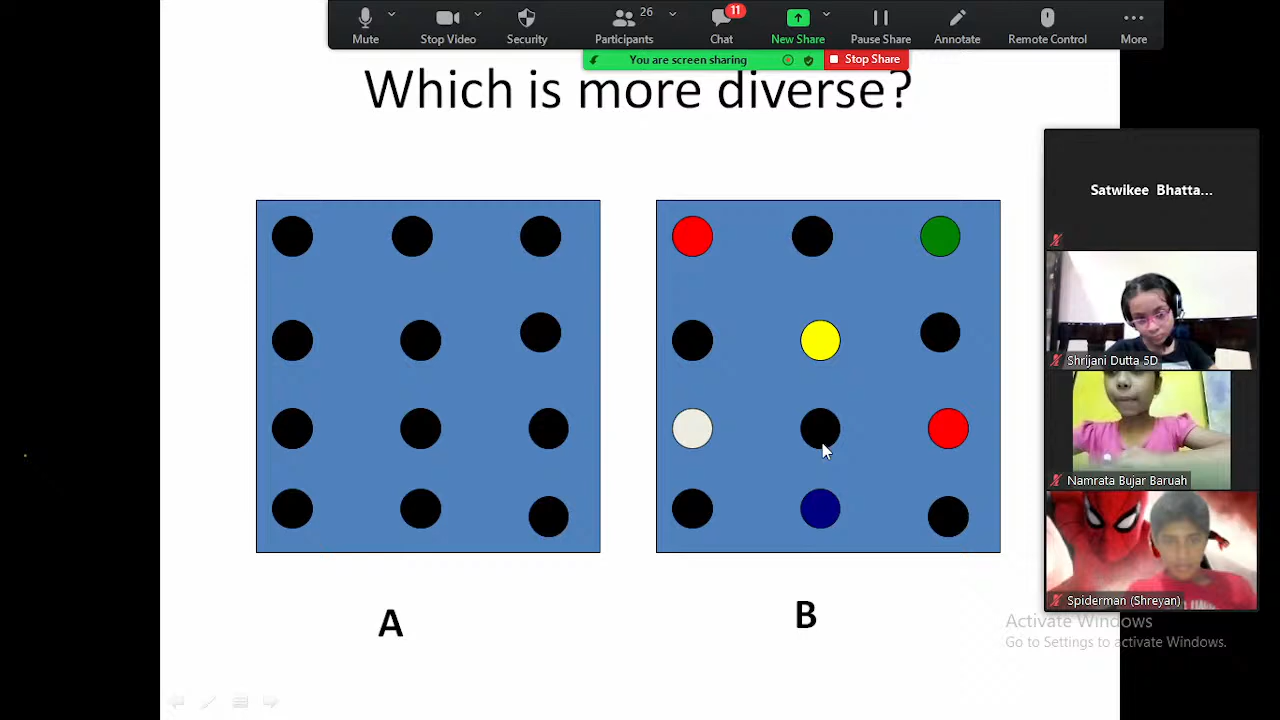 Mute
Stop Video
Security
26
Participants
11
Chat
New Share
Pause Share
Annotate
Remote Control
More
You are screen sharing
Stop Share
Which is more diverse?
Satwikee Bhatta...
Shrijani Dutta 5D
Namrata Bujar Baruah
Spiderman (Shreyan)
A
B
Activate Windows
Go to Settings to activate Windows.